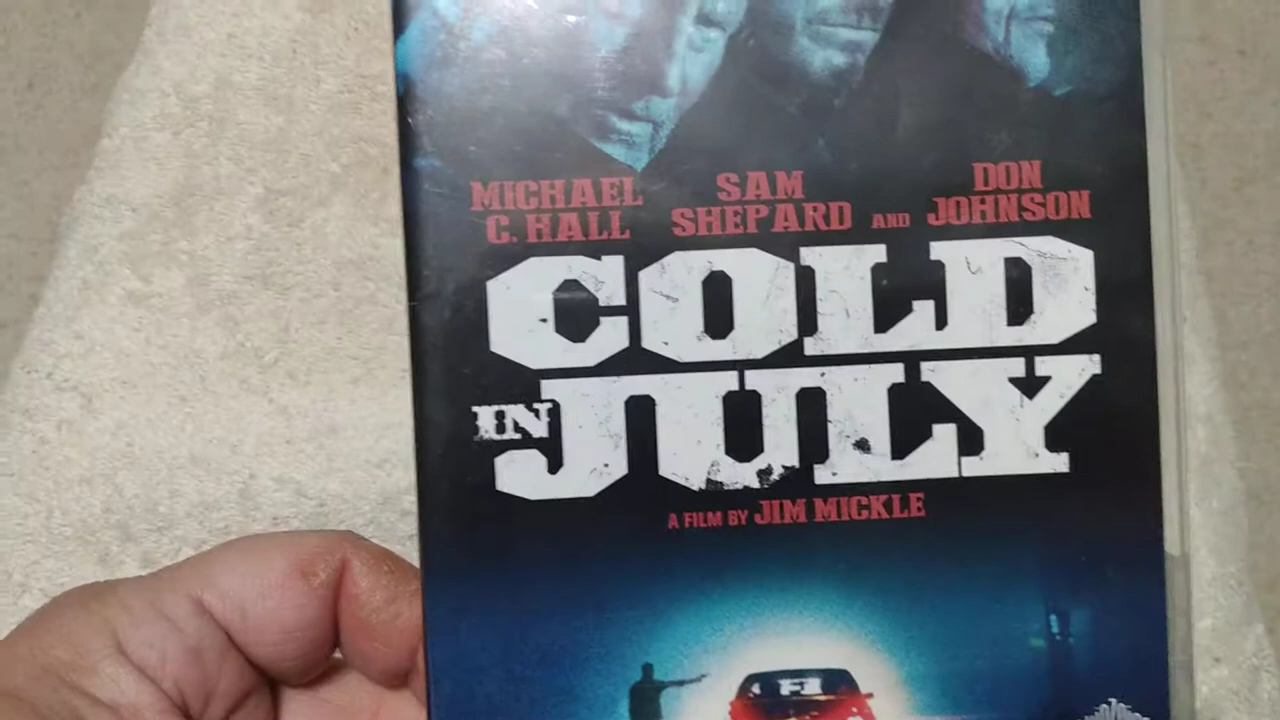 MICHAEL
C. HALL
SAM
SHEPARD
AND
DON
JOHNSON
COLD
IN JULY
A FILM BY JIM MICKLE